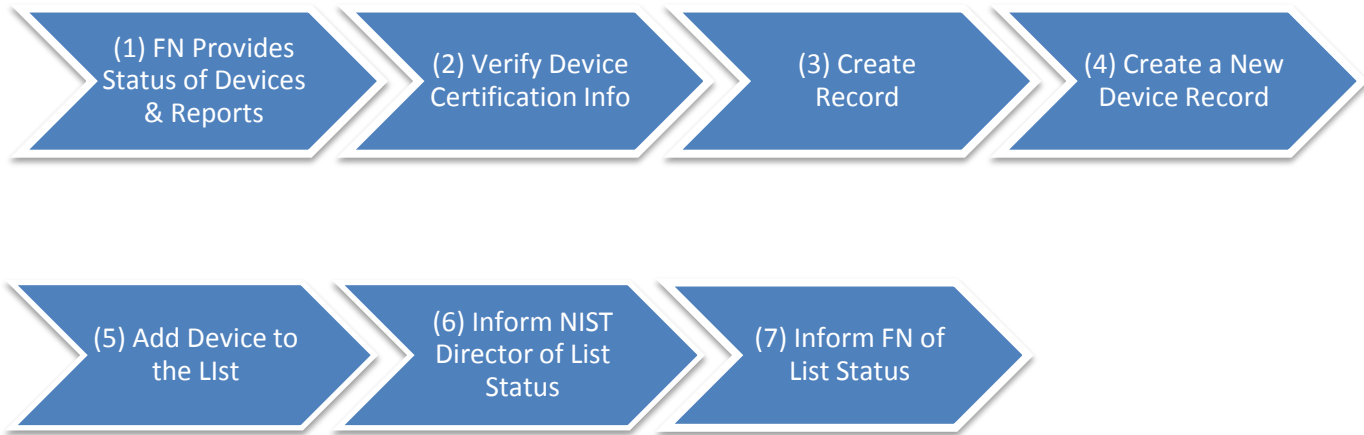 (1) FN Provides
Status of Devices
& Reports
(2) Verify Device
Certification Info
(3) Create
Record
(4) Create a New
Device Record
(5) Add Device to
the LIst
(6) Inform NIST
Director of List
Status
(7) Inform FN of
List Status